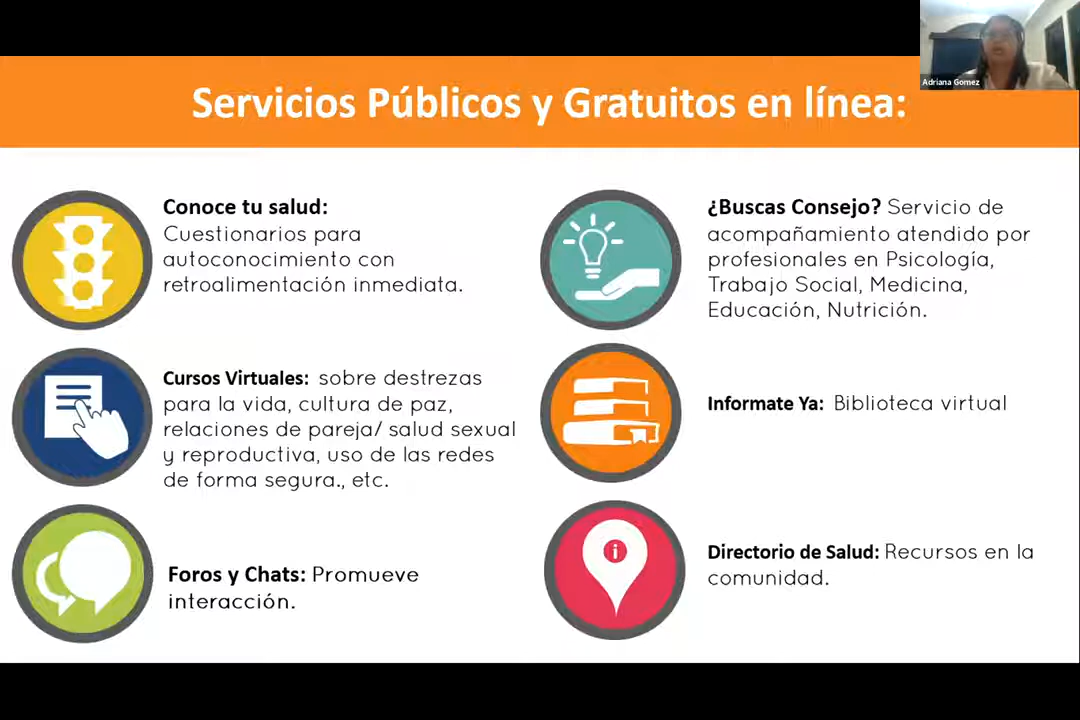 Adriana Gomez
Servicios Públicos y Gratuitos en línea:
Conoce tu salud:
Cuestionarios para
autoconocimiento con
retroalimentación inmediata.
Cursos Virtuales: sobre destrezas
para la vida, cultura de paz,
relaciones de pareja/ salud sexual
y reproductiva, uso de las redes
de forma segura., etc.
Foros y Chats: Promueve
interacción.
¿Buscas Consejo? Servicio de
acompañamiento atendido por
profesionales en Psicología,
Trabajo Social, Medicina,
Educación, Nutrición.
Informate Ya: Biblioteca virtual
i
Directorio de Salud: Recursos en la
comunidad.